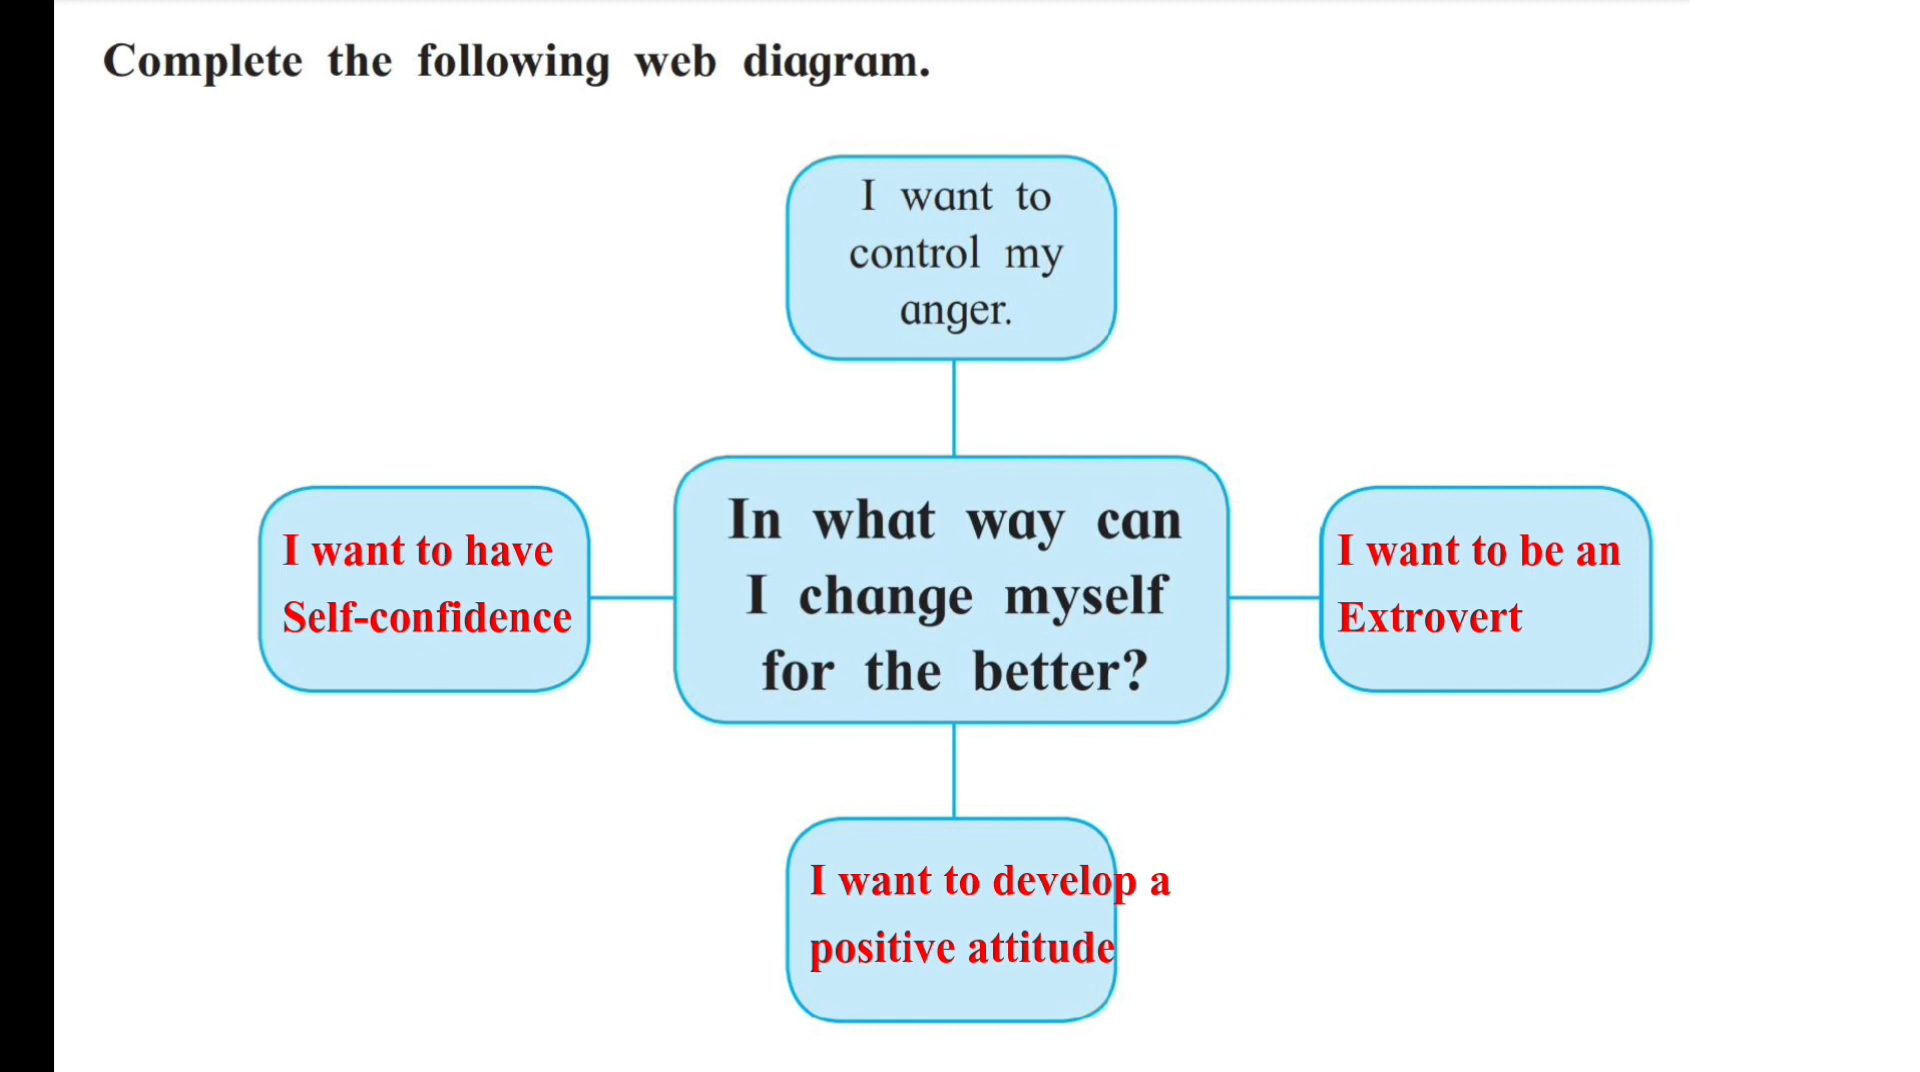 Complete the following web diagram.
I want to
control my
anger.
I want to have
Self-confidence
In what way can
I change myself
for the better?
I want to be an
Extrovert
I want to develop a
positive attitude